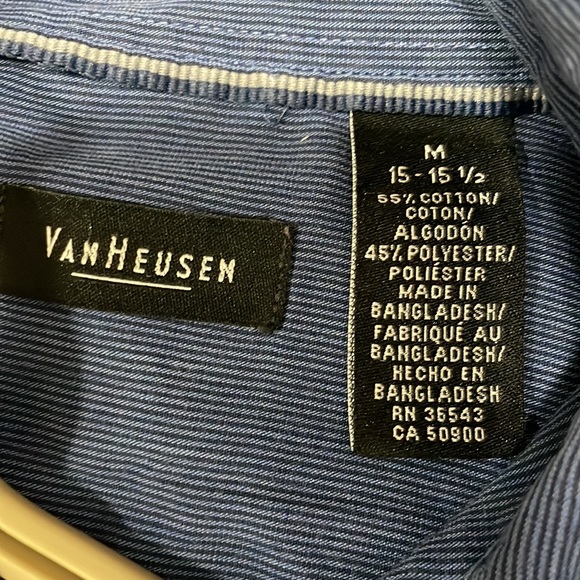 VANHEUSEN
M
15 - 15 1/2
55% COTTON/
COTON/
ALGODÓN
45% POLYESTER/
POLIÉSTER
MADE IN
BANGLADESH/
FABRIQUÉ AU
BANGLADESH/
HECHO EN
BANGLADESH
RN 36543
CA 50900